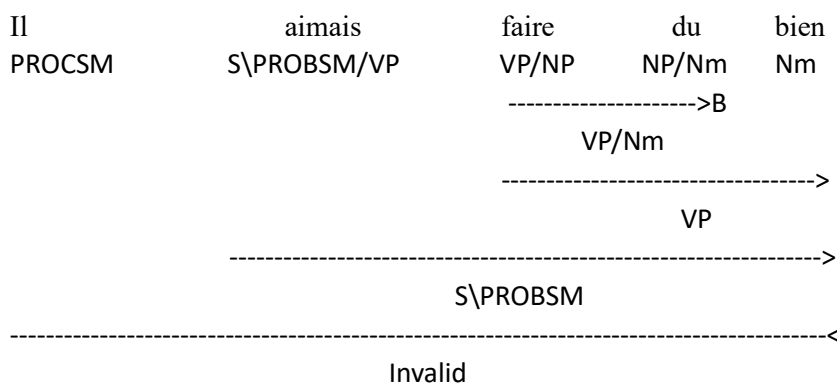 Il aimais faire du bien
PROCSM S\PROBSM/VP VP/NP NP/Nm Nm
--------------------->B
VP/Nm
----------------------------------->
VP
----------------------------------------------------------------->
S\PROBSM
----------------------------------------------------------------------------------------<
Invalid